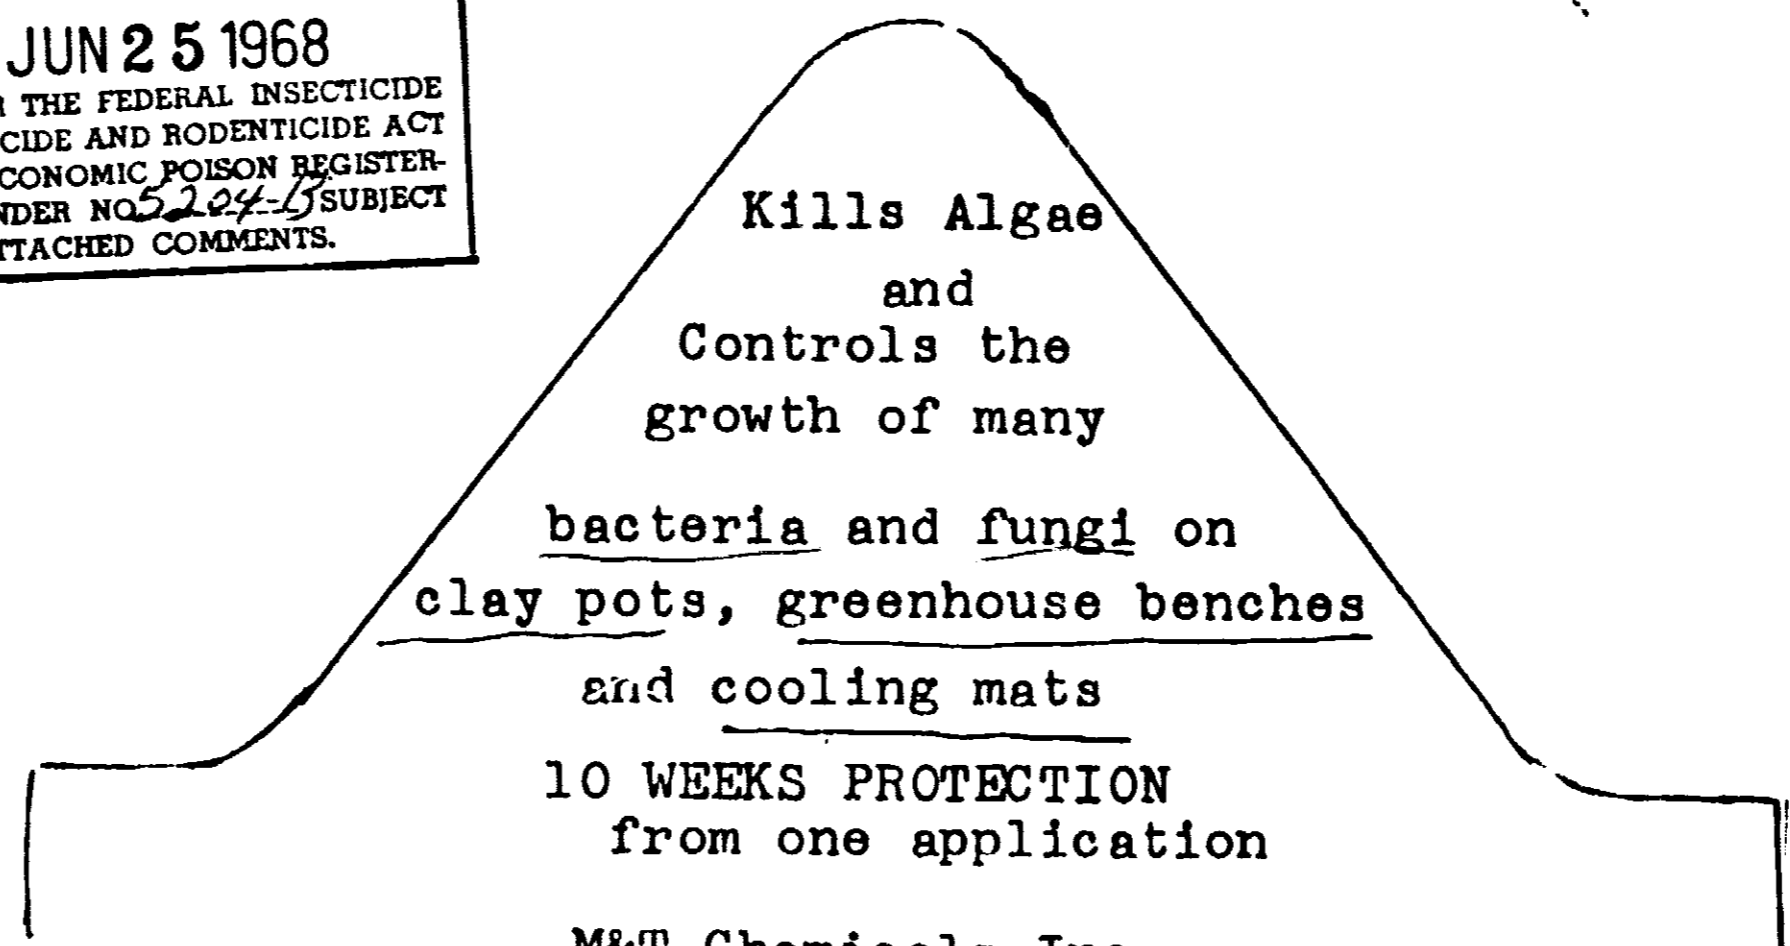 JUN 25 1968
THE FEDERAL INSECTICIDE
CIDE AND RODENTICIDE ACT
CONOMIC POISON REGISTER-
NDER NO. 5204-13 SUBJECT
TTACHED COMMENTS.
Kills Algae
and
Controls the
growth of many
bacteria and fungi on
clay pots, greenhouse benches
and cooling mats
10 WEEKS PROTECTION
from one application
M&T Chemicals Inc